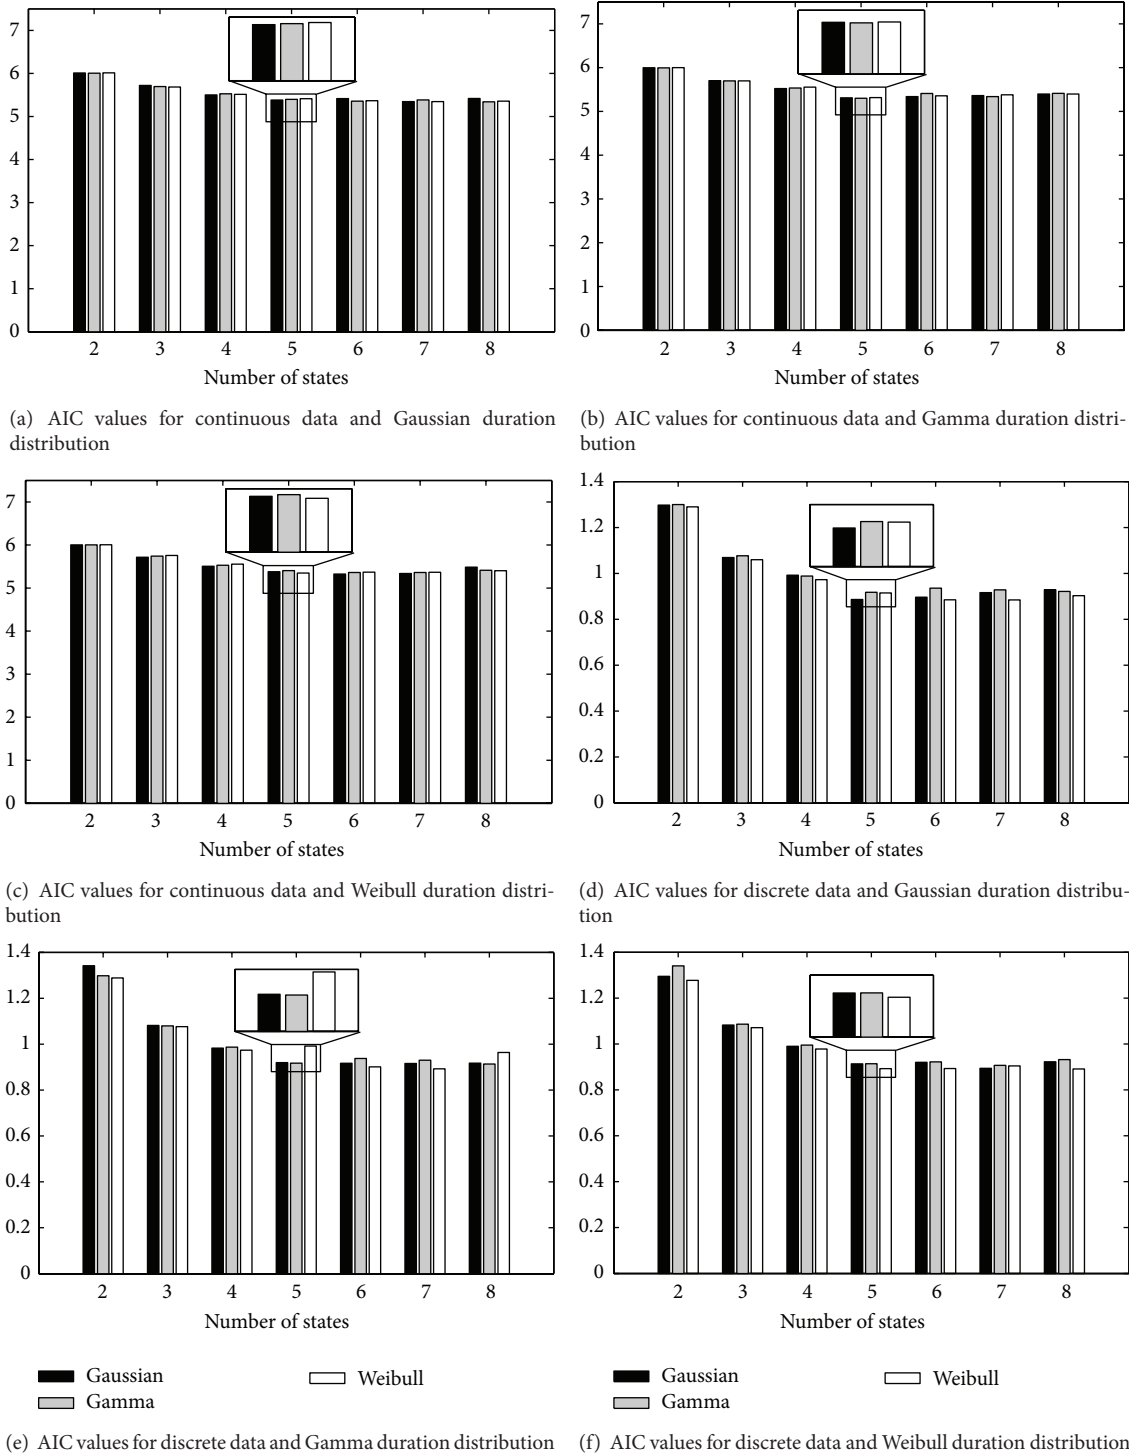 7
6
5
4
3
2
1
0
2 3 4 5 6 7 8
Number of states
(a) AIC values for continuous data and Gaussian duration
distribution
7
6
5
4
3
2
1
0
2 3 4 5 6 7 8
Number of states
(b) AIC values for continuous data and Gamma duration distri-
bution
7
6
5
4
3
2
1
0
2 3 4 5 6 7 8
Number of states
(c) AIC values for continuous data and Weibull duration distri-
bution
1.4
1.2
1
0.8
0.6
0.4
0.2
0
2 3 4 5 6 7 8
Number of states
(d) AIC values for discrete data and Gaussian duration distribu-
tion
1.4
1.2
1
0.8
0.6
0.4
0.2
0
2 3 4 5 6 7 8
Number of states
Gaussian
Gamma
Weibull
(e) AIC values for discrete data and Gamma duration distribution
1.4
1.2
1
0.8
0.6
0.4
0.2
0
2 3 4 5 6 7 8
Number of states
Gaussian
Gamma
Weibull
(f) AIC values for discrete data and Weibull duration distribution